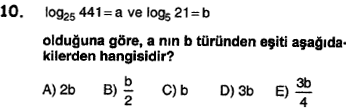 10. log₂₅ 441=a ve log₅ 21=b
olduğuna göre, a nın b türünden eşiti aşağıda-
kilerden hangisidir?
A) 2b B) b/2 C) b D) 3b E) 3b/4